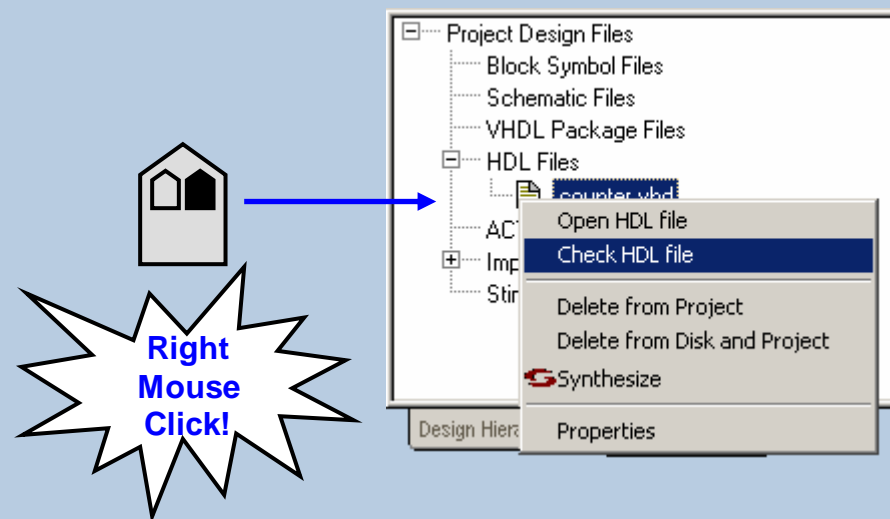 Project Design Files
Block Symbol Files
Schematic Files
VHDL Package Files
HDL Files
counter.vhd
Open HDL file
Check HDL file
Delete from Project
Delete from Disk and Project
Synthesize
Properties
Right
Mouse
Click!
Design